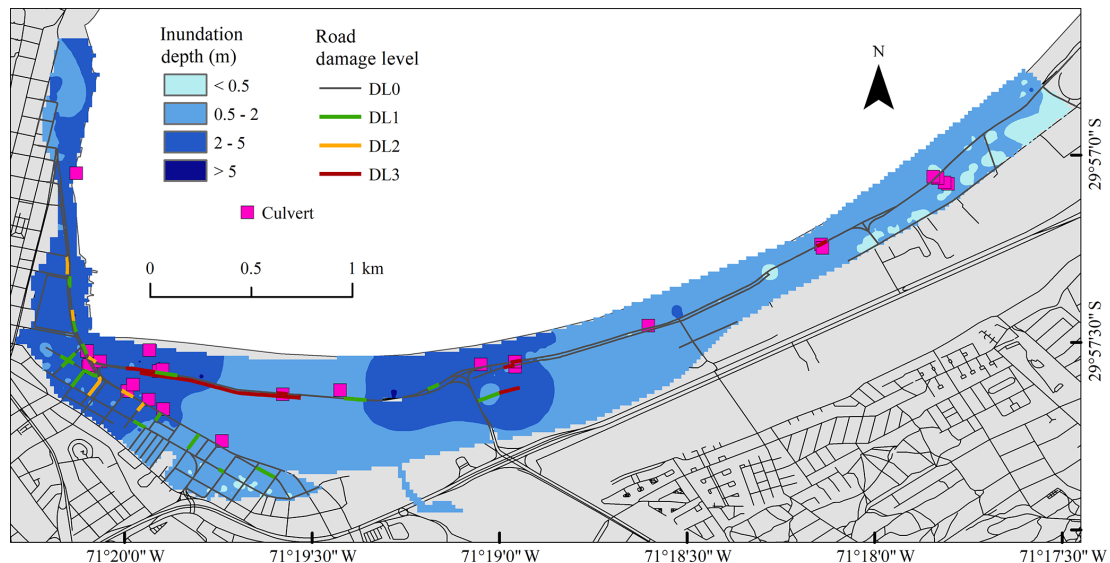 Inundation
depth (m)
< 0.5
0.5 - 2
2 - 5
> 5
Road
damage level
DL0
DL1
DL2
DL3
Culvert
0 0.5 1 km
N
29°57'0"S
29°57'30"S
71°20'0"W 71°19'30"W 71°19'0"W 71°18'30"W 71°18'0"W 71°17'30"W